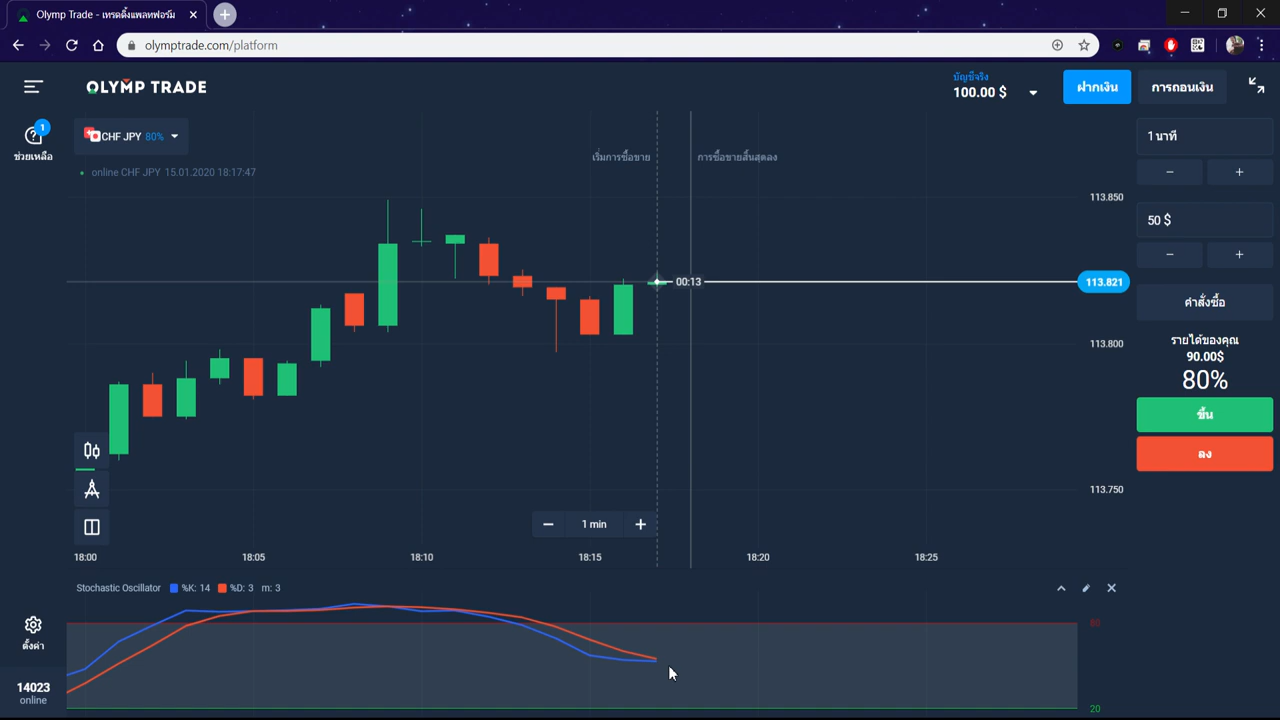 Olymp Trade - เทรดดิ้งแพลทฟอร์ม
olymptrade.com/platform
OLYMP TRADE
บัญชีจริง
100.00 $
ฝากเงิน
การถอนเงิน
1
ช่วยเหลือ
CHF JPY 80%
online CHF JPY 15.01.2020 18:17:47
เริ่มการซื้อขาย
การซื้อขายสิ้นสุดลง
1 นาที
50 $
คำสั่งซื้อ
รายได้ของคุณ
90.00$
80%
ขึ้น
ลง
113.850
00:13
113.821
113.800
113.750
1 min
18:00
18:05
18:10
18:15
18:20
18:25
Stochastic Oscillator %K: 14 %D: 3 m: 3
80
20
ตั้งค่า
14023
online